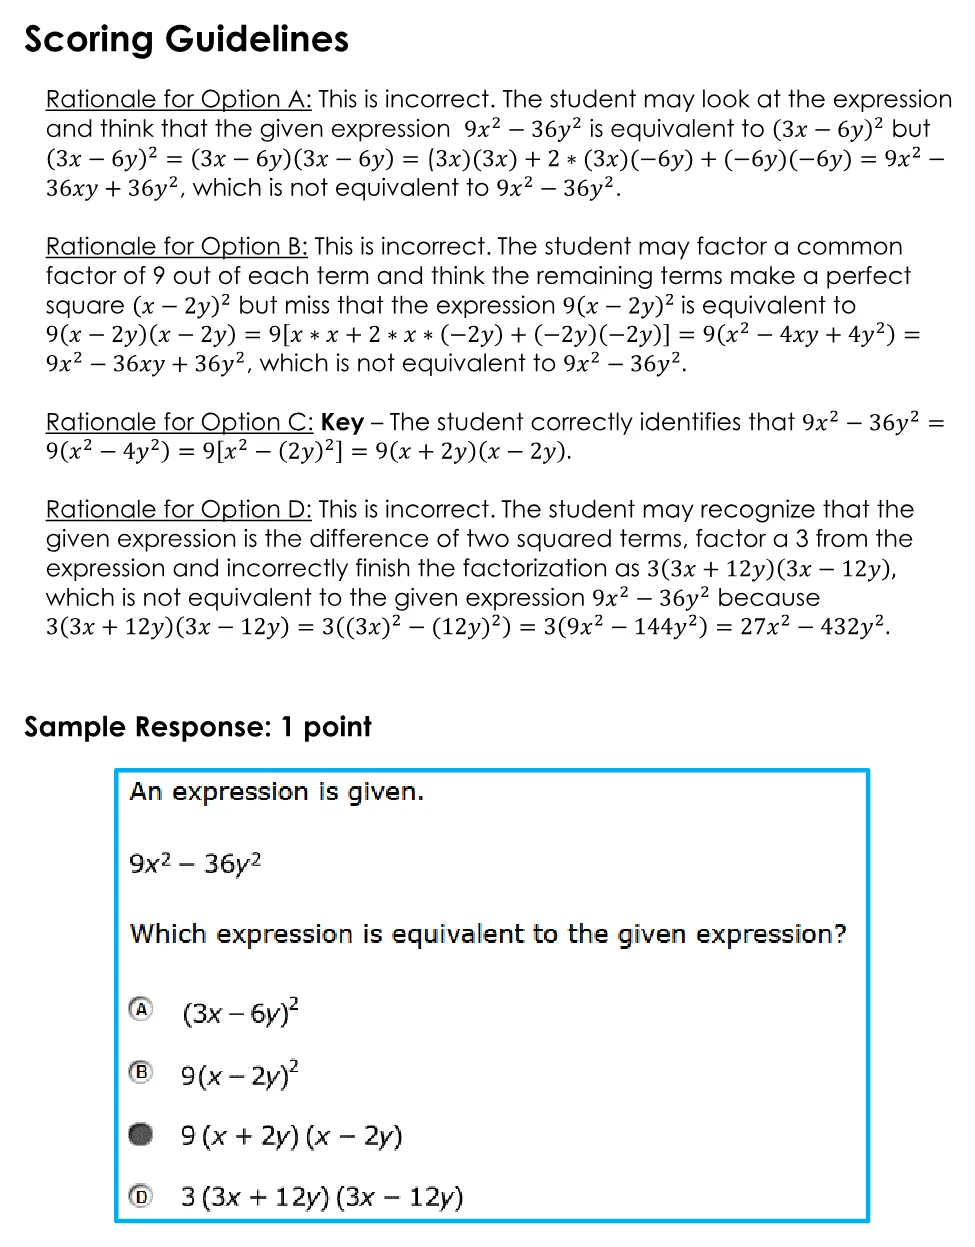 Scoring Guidelines
Rationale for Option A: This is incorrect. The student may look at the expression
and think that the given expression 9x² − 36y² is equivalent to (3x − 6y)² but
(3x − 6y)² = (3x − 6y)(3x − 6y) = (3x)(3x) + 2 ∗ (3x)(−6y) + (−6y)(−6y) = 9x² −
36xy + 36y², which is not equivalent to 9x² − 36y².
Rationale for Option B: This is incorrect. The student may factor a common
factor of 9 out of each term and think the remaining terms make a perfect
square (x − 2y)² but miss that the expression 9(x − 2y)² is equivalent to
9(x − 2y)(x − 2y) = 9[x ∗ x + 2 ∗ x ∗ (−2y) + (−2y)(−2y)] = 9(x² − 4xy + 4y²) =
9x² − 36xy + 36y², which is not equivalent to 9x² − 36y².
Rationale for Option C: Key – The student correctly identifies that 9x² − 36y² =
9(x² − 4y²) = 9[x² − (2y)²] = 9(x + 2y)(x − 2y).
Rationale for Option D: This is incorrect. The student may recognize that the
given expression is the difference of two squared terms, factor a 3 from the
expression and incorrectly finish the factorization as 3(3x + 12y)(3x − 12y),
which is not equivalent to the given expression 9x² − 36y² because
3(3x + 12y)(3x − 12y) = 3((3x)² − (12y)²) = 3(9x² − 144y²) = 27x² − 432y².
Sample Response: 1 point
An expression is given.
9x² − 36y²
Which expression is equivalent to the given expression?
A (3x − 6y)²
B 9(x − 2y)²
9(x + 2y)(x − 2y)
D 3(3x + 12y)(3x − 12y)